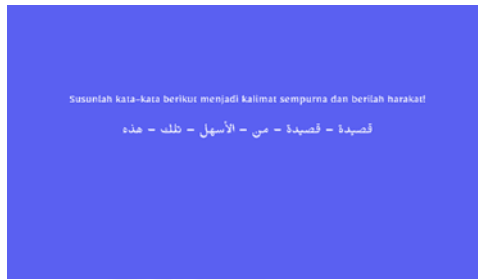 Susunlah kata-kata berikut menjadi kalimat sempurna dan berilah harakat!
قصيدة – قصيدة – من – الأسهل – تلك – هذه